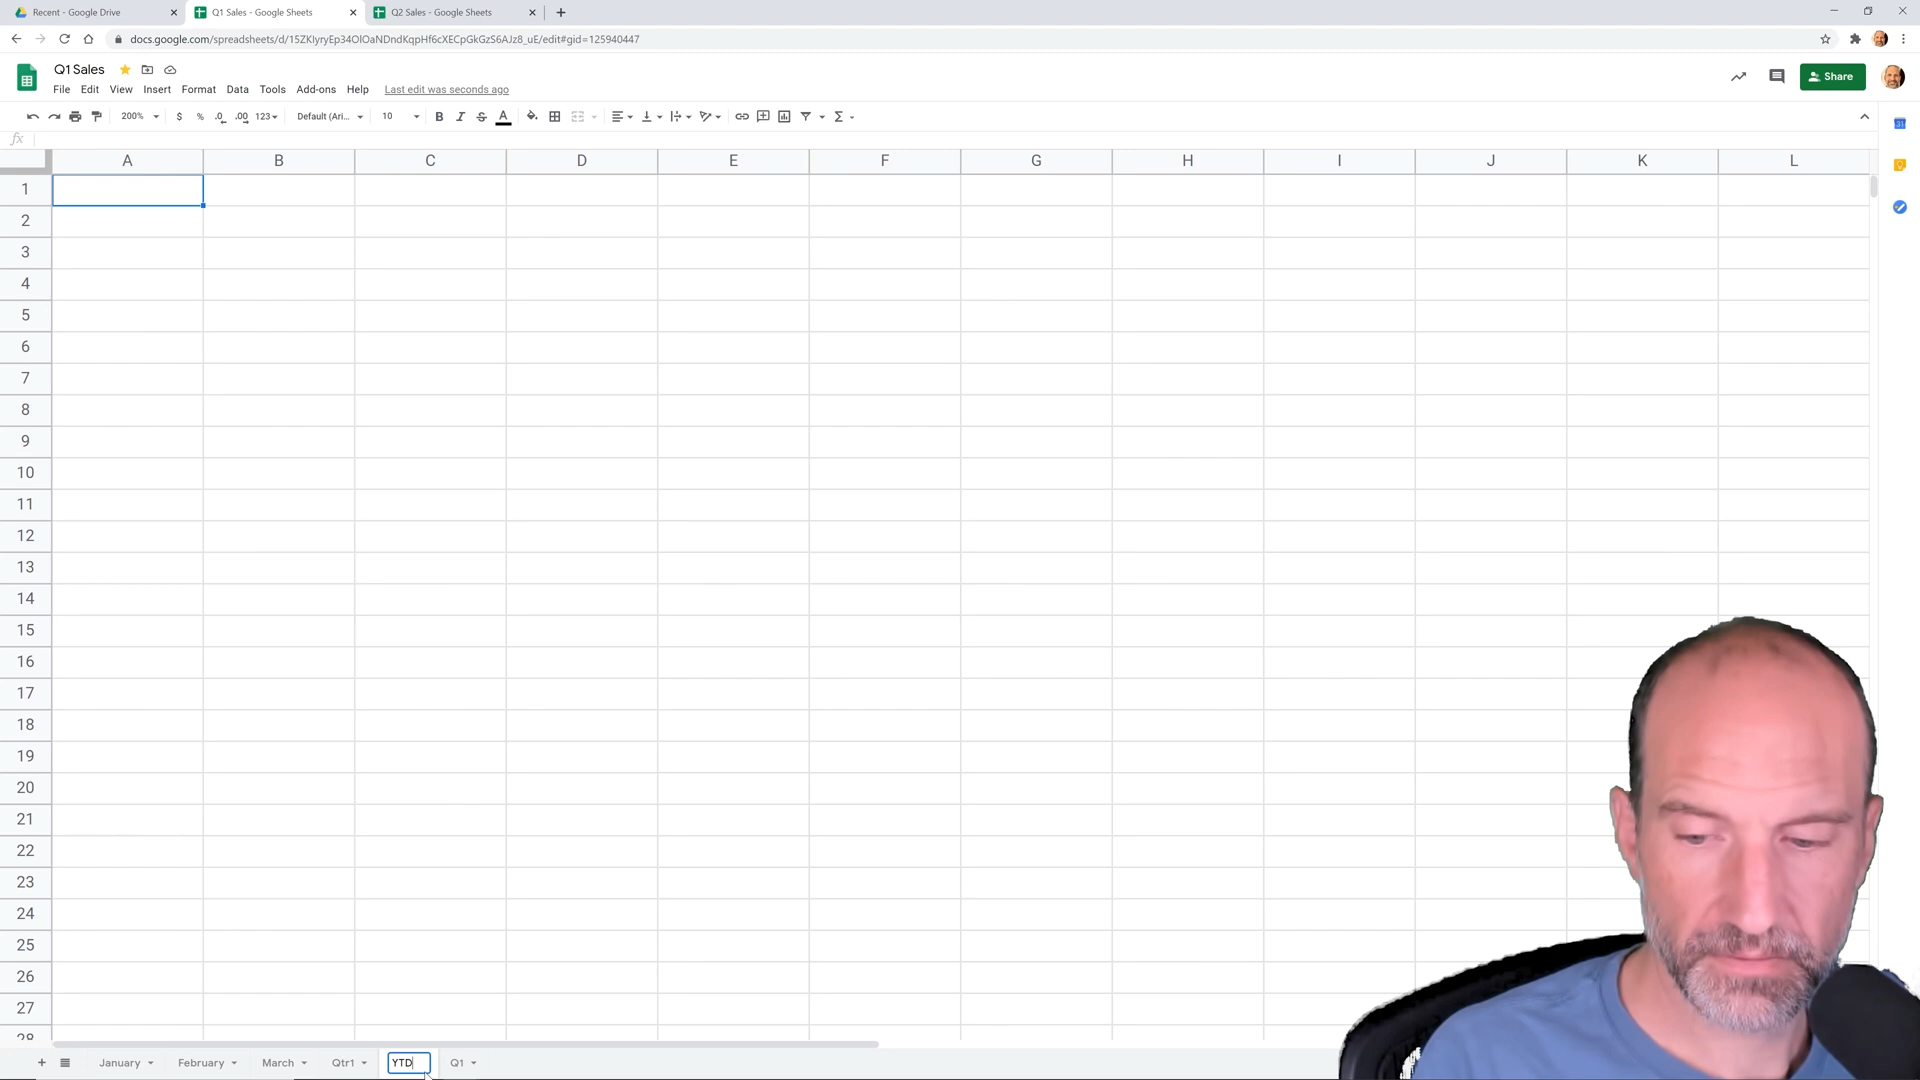 Recent - Google Drive
Q1 Sales - Google Sheets
Q2 Sales - Google Sheets
docs.google.com/spreadsheets/d/15ZKIyryEp34OlOaNDndKqpHf6cXECpGkGzS6AJz8_uE/edit#gid=125940447
Q1 Sales
File Edit View Insert Format Data Tools Add-ons Help Last edit was seconds ago
Share
200% $ % .0 .00 123 Default (Ari... 10 B I S A Σ
fx
A B C D E F G H I J K L
1
2
3
4
5
6
7
8
9
10
11
12
13
14
15
16
17
18
19
20
21
22
23
24
25
26
27
28
+ January February March Qtr1 YTD Q1